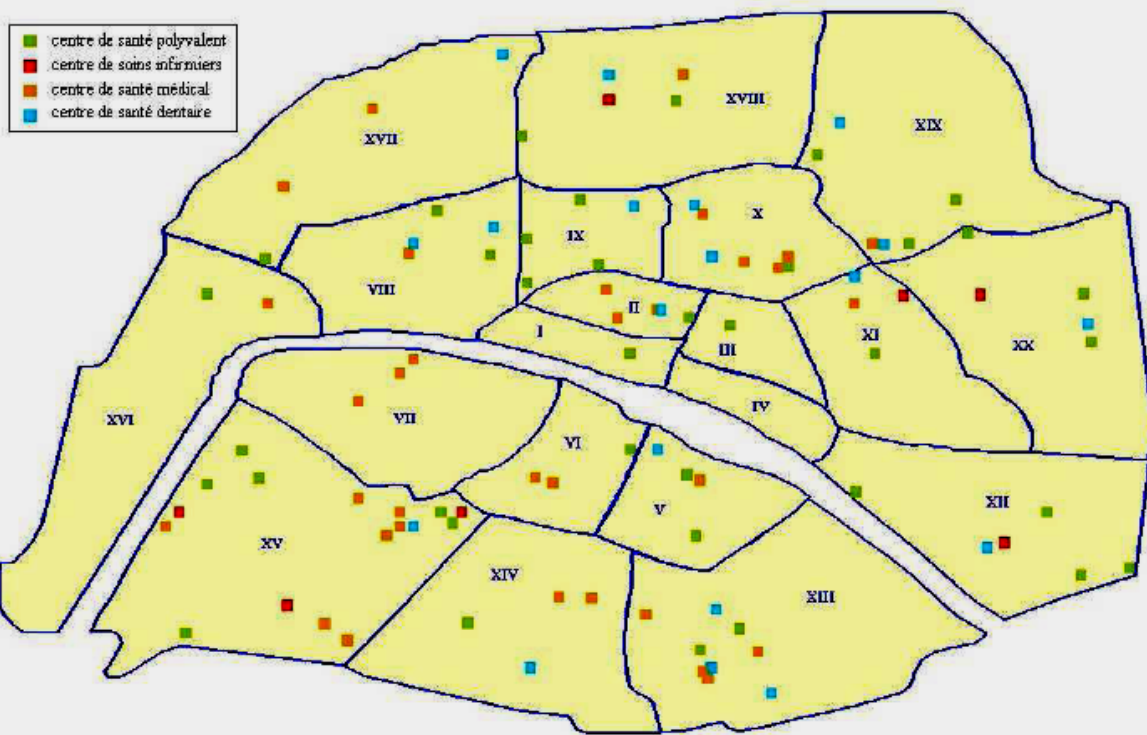 centre de santé polyvalent
centre de soins infirmiers
centre de santé médical
centre de santé dentaire
XVII
XVIII
XIX
VIII
IX
X
I
II
III
XI
XX
XVI
VII
VI
IV
V
XII
XV
XIV
XIII